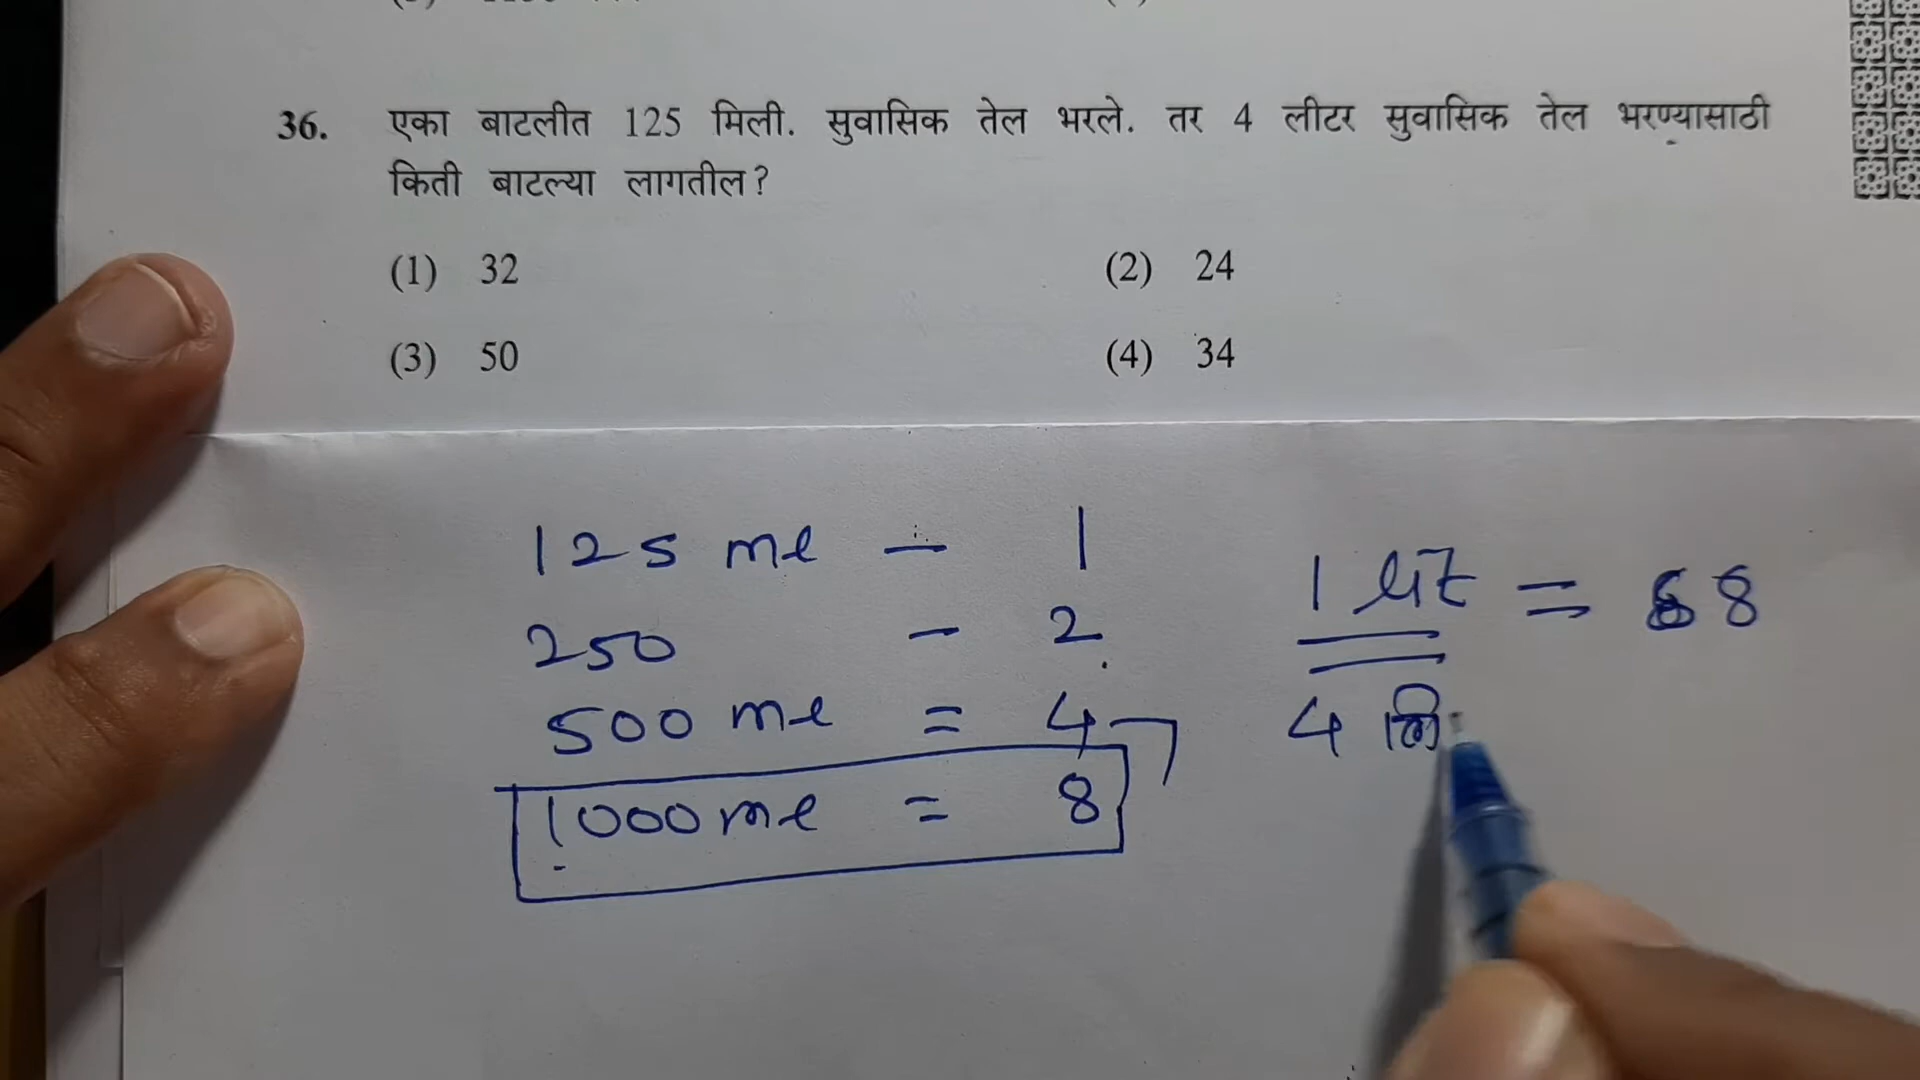 36. एका बाटलीत 125 मिली. सुवासिक तेल भरले. तर 4 लीटर सुवासिक तेल भरण्यासाठी
किती बाटल्या लागतील?
(1) 32 (2) 24
(3) 50 (4) 34
125 ml — 1
250 — 2
500 ml = 4
1000 ml = 8
1 = 8
4 लि